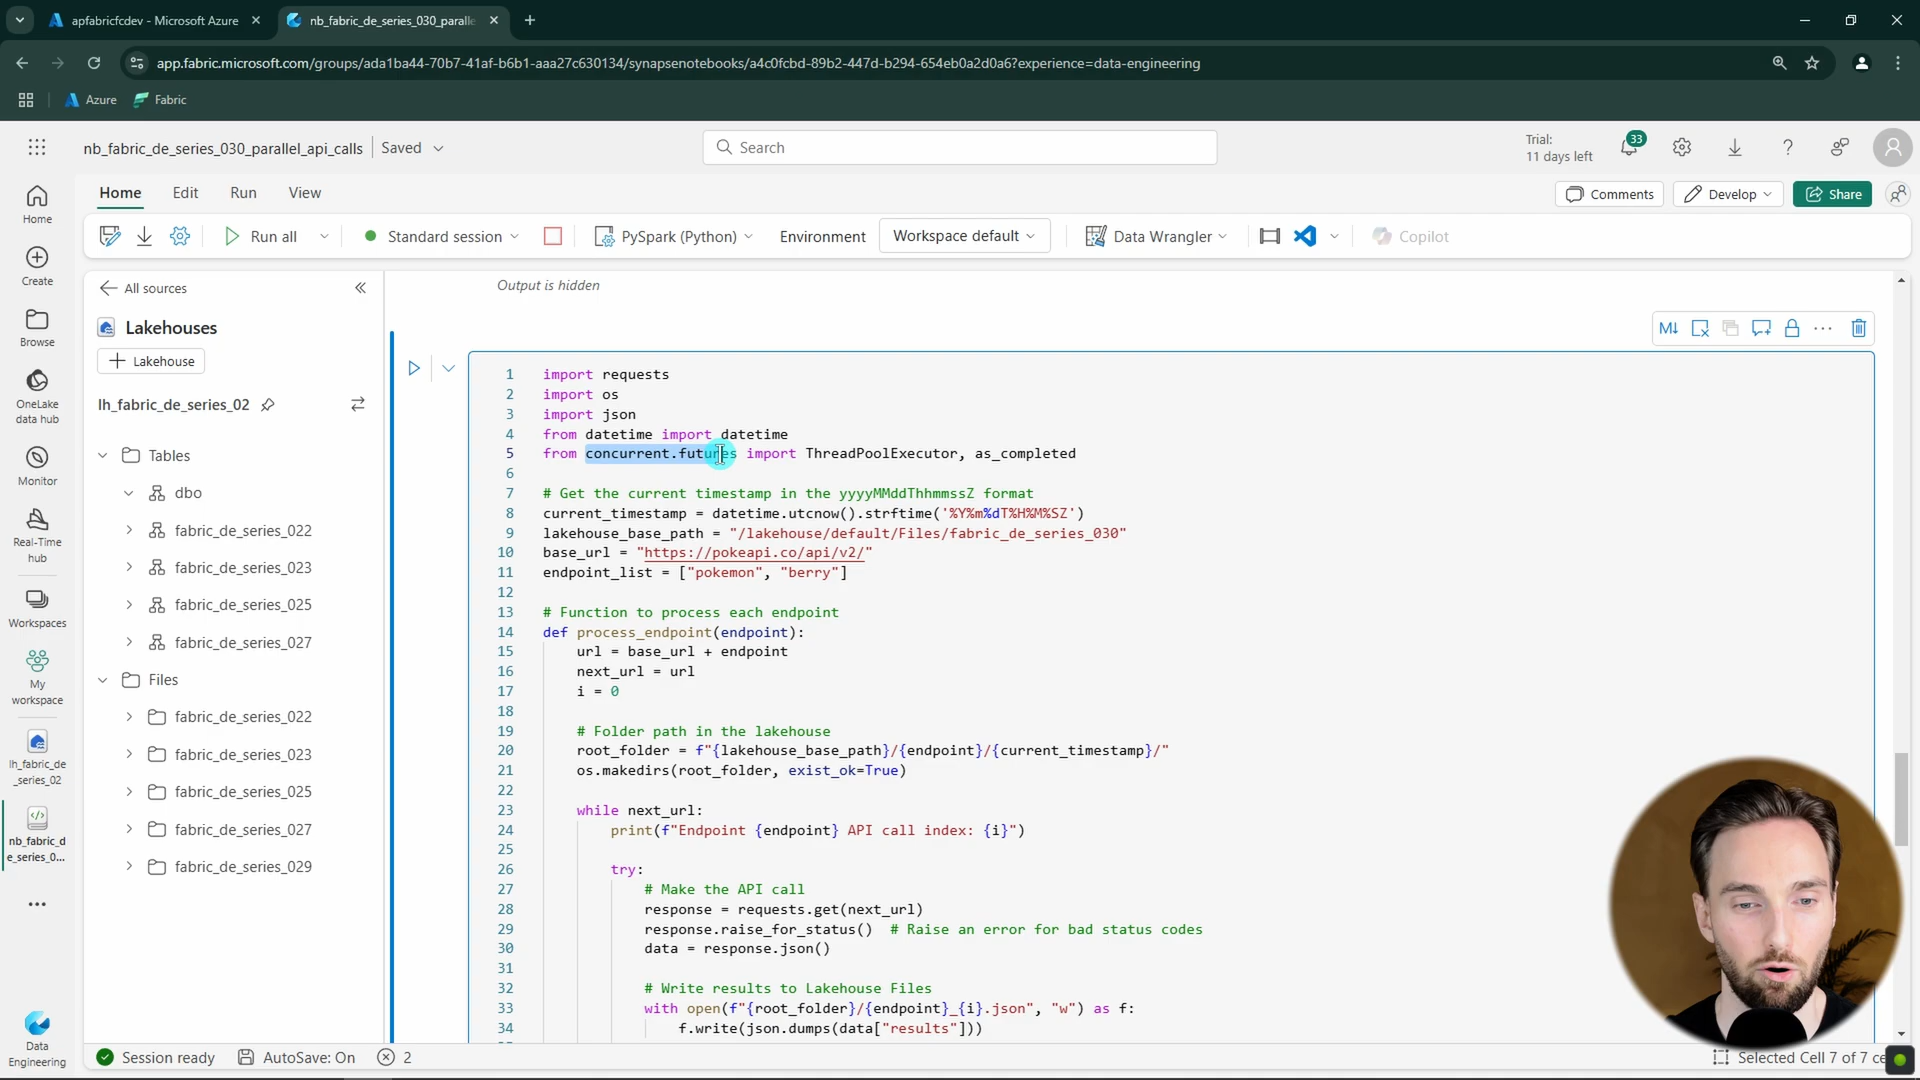 apfabricfcdev - Microsoft Azure
nb_fabric_de_series_030_paralle
app.fabric.microsoft.com/groups/ada1ba44-70b7-41af-b6b1-aaa27c630134/synapsenotebooks/a4c0fcbd-89b2-447d-b294-654eb0a2d0a6?experience=data-engineering
Azure
Fabric
nb_fabric_de_series_030_parallel_api_calls
Saved
Search
Trial:
11 days left
33
Home
Edit
Run
View
Comments
Develop
Share
Run all
Standard session
PySpark (Python)
Environment
Workspace default
Data Wrangler
Copilot
Home
Create
Browse
OneLake
data hub
Monitor
Real-Time
hub
Workspaces
My
workspace
lh_fabric_de
_series_02
nb_fabric_d
e_series_0...
Data
Engineering
All sources
Lakehouses
Lakehouse
lh_fabric_de_series_02
Tables
dbo
fabric_de_series_022
fabric_de_series_023
fabric_de_series_025
fabric_de_series_027
Files
fabric_de_series_022
fabric_de_series_023
fabric_de_series_025
fabric_de_series_027
fabric_de_series_029
Output is hidden
M↓
1 import requests
2 import os
3 import json
4 from datetime import datetime
5 from concurrent.futures import ThreadPoolExecutor, as_completed
6
7 # Get the current timestamp in the yyyyMMddThhmmssZ format
8 current_timestamp = datetime.utcnow().strftime('%Y%m%dT%H%M%SZ')
9 lakehouse_base_path = "/lakehouse/default/Files/fabric_de_series_030"
10 base_url = "https://pokeapi.co/api/v2/"
11 endpoint_list = ["pokemon", "berry"]
12
13 # Function to process each endpoint
14 def process_endpoint(endpoint):
15 url = base_url + endpoint
16 next_url = url
17 i = 0
18
19 # Folder path in the lakehouse
20 root_folder = f"{lakehouse_base_path}/{endpoint}/{current_timestamp}/"
21 os.makedirs(root_folder, exist_ok=True)
22
23 while next_url:
24 print(f"Endpoint {endpoint} API call index: {i}")
25
26 try:
27 # Make the API call
28 response = requests.get(next_url)
29 response.raise_for_status() # Raise an error for bad status codes
30 data = response.json()
31
32 # Write results to Lakehouse Files
33 with open(f"{root_folder}/{endpoint}_{i}.json", "w") as f:
34 f.write(json.dumps(data["results"]))
Session ready
AutoSave: On
2
Selected Cell 7 of 7 ce